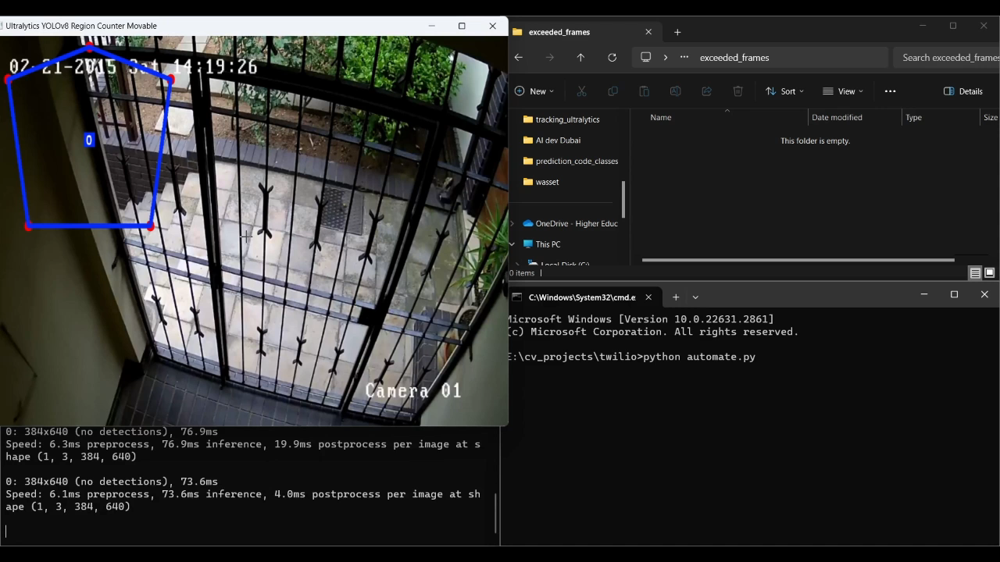 Ultralytics YOLOv8 Region Counter Movable
02-21-2015 Sat 14:19:26
0
Camera 01
0: 384x640 (no detections), 76.9ms
Speed: 6.3ms preprocess, 76.9ms inference, 19.9ms postprocess per image at s
hape (1, 3, 384, 640)
0: 384x640 (no detections), 73.6ms
Speed: 6.1ms preprocess, 73.6ms inference, 4.0ms postprocess per image at sh
ape (1, 3, 384, 640)
exceeded_frames
exceeded_frames
Search exceeded_frames
New
Sort
View
Details
tracking_ultralytics
AI dev Dubai
prediction_code_classes
wasset
OneDrive - Higher Educ
This PC
Local Disk (C:)
Name Date modified Type Size
This folder is empty.
0 items
C:\Windows\System32\cmd.e
Microsoft Windows [Version 10.0.22631.2861]
(c) Microsoft Corporation. All rights reserved.
E:\cv_projects\twilio>python automate.py